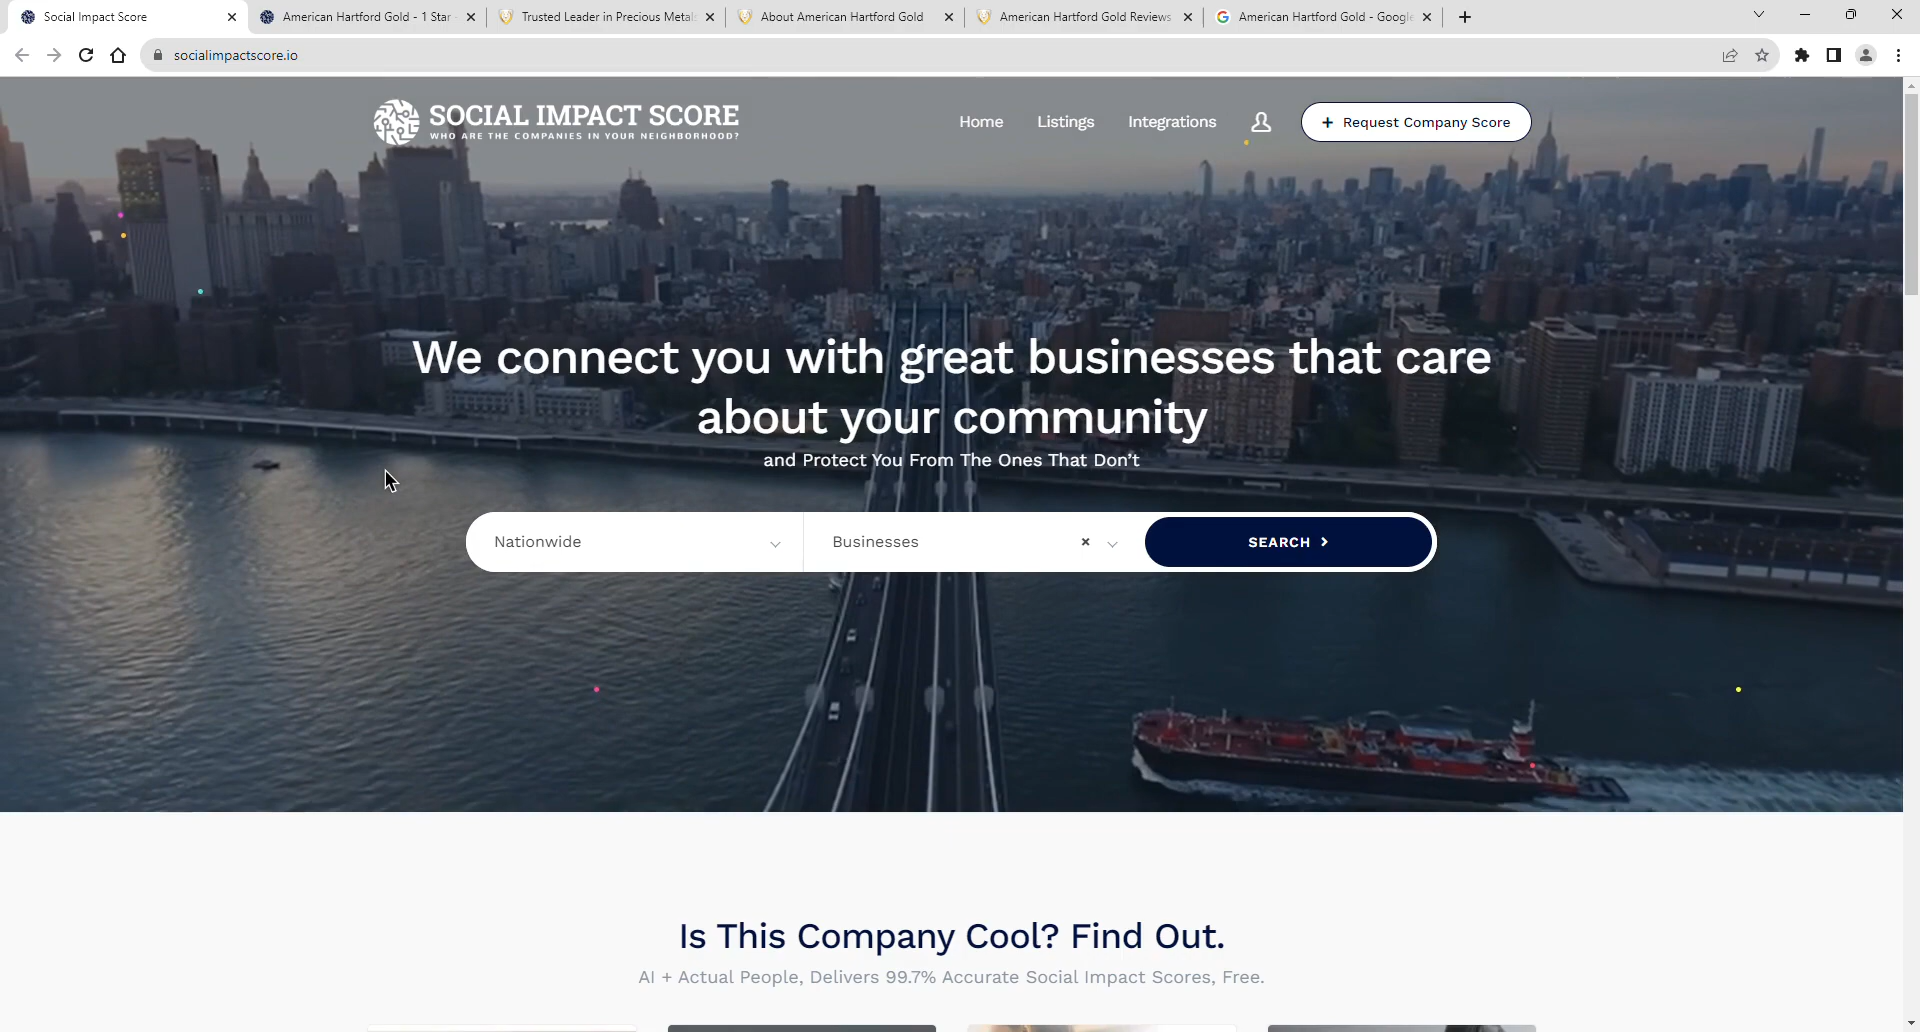 Social Impact Score
American Hartford Gold - 1 Star
Trusted Leader in Precious Metal
About American Hartford Gold
American Hartford Gold Reviews
American Hartford Gold - Google
socialimpactscore.io
SOCIAL IMPACT SCORE
WHO ARE THE COMPANIES IN YOUR NEIGHBORHOOD?
Home
Listings
Integrations
+ Request Company Score
We connect you with great businesses that care
about your community
and Protect You From The Ones That Don't
Nationwide
Businesses
SEARCH
Is This Company Cool? Find Out.
AI + Actual People, Delivers 99.7% Accurate Social Impact Scores, Free.